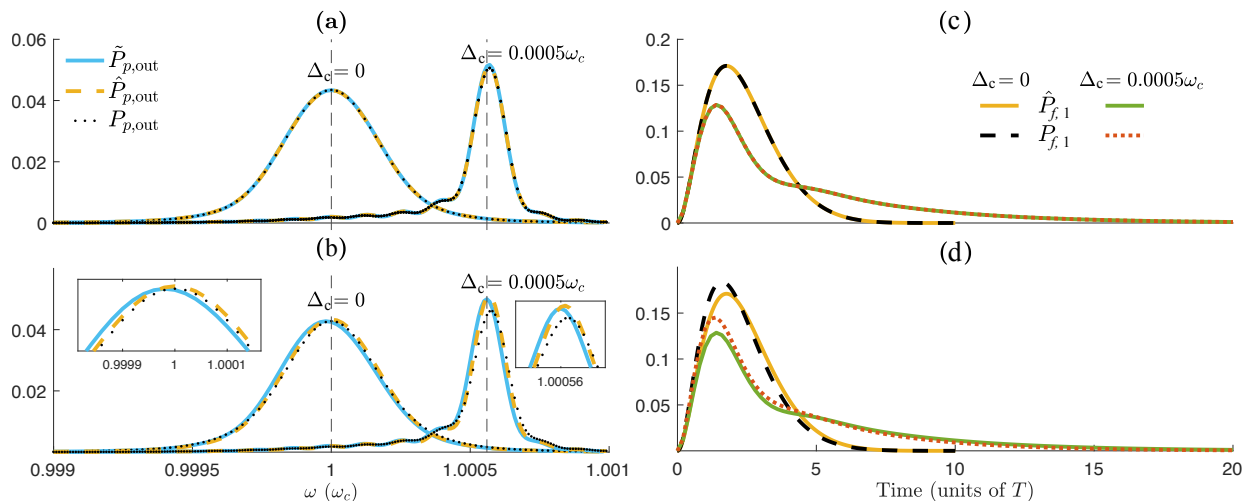 (a)
0.06
0.04
0.02
0
P̃p,out
P̂p,out
Pp,out
Δc = 0
Δc = 0.0005ωc
(b)
0.04
0.02
0
Δc = 0
Δc = 0.0005ωc
0.9999 1 1.0001
1.00056
0.999 0.9995 1 1.00005 1.001
ω (ωc)
(c)
0.2
0.15
0.1
0.05
0
Δc = 0 Δc = 0.0005ωc
P̂f,1
Pf,1
(d)
0.15
0.1
0.05
0 5 10 15 20
Time (units of T)